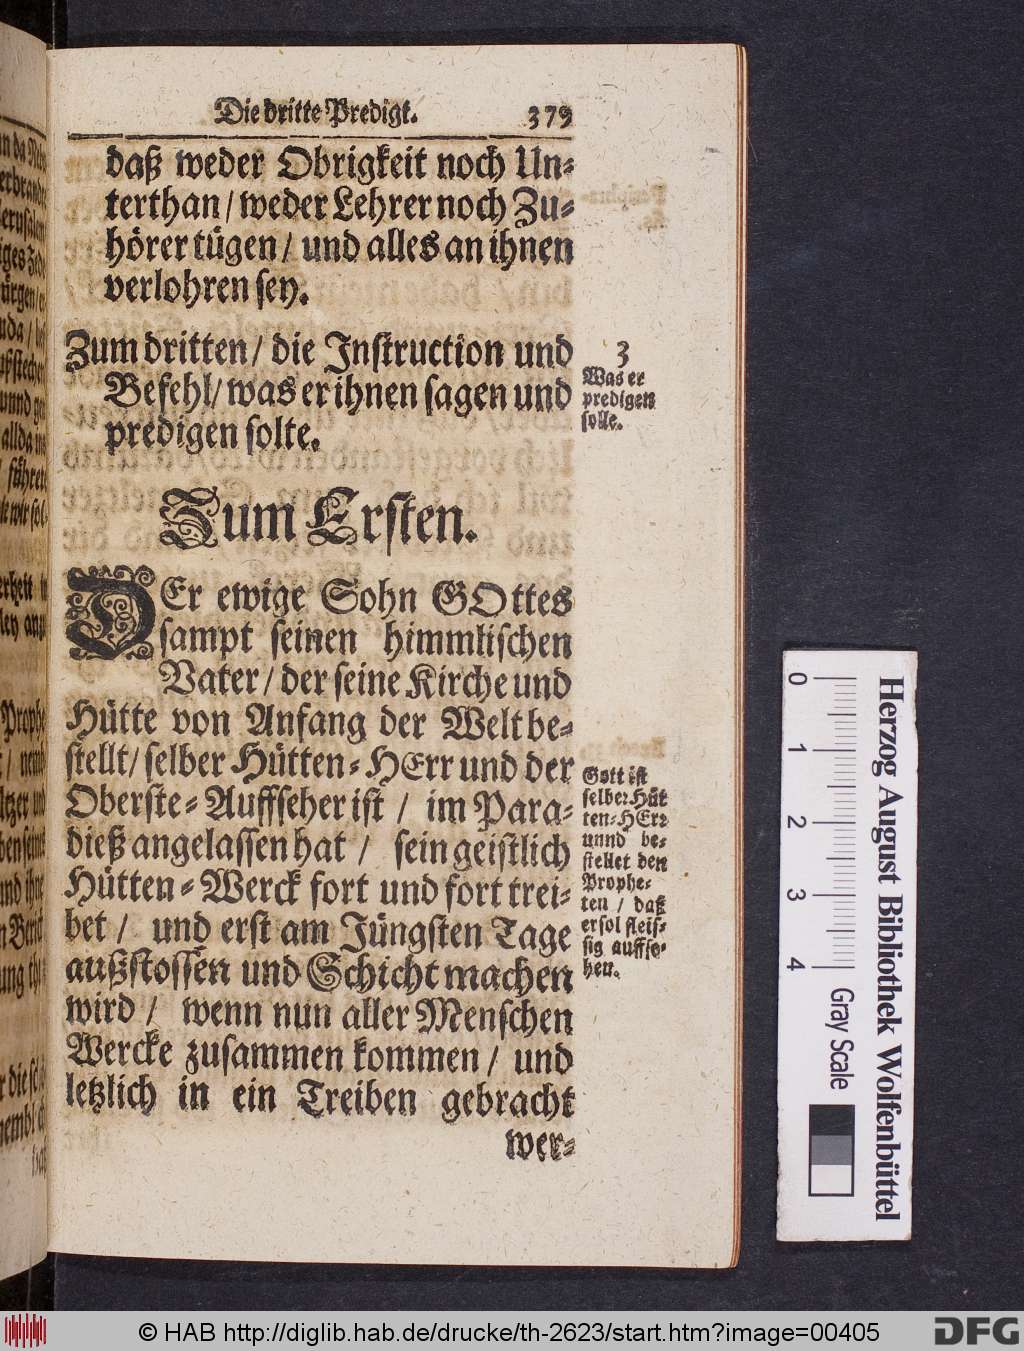 Die dritte Predigt. 379
daß weder Obrigkeit noch Un-
terthan / weder Lehrer noch Zu-
hörer tügen / und alles an ihnen
verlohren sey.
Zum dritten / die Instruction und
Befehl / was er ihnen sagen und
predigen solte.
3
Was er
predigen
solle.
Zum Ersten.
DEr ewige Sohn GOttes
sampt seinen himmlischen
Vater / der seine Kirche und
Hütte von Anfang der Welt be-
stellt / selber Hütten-HErr und der
Oberste-Auffseher ist / im Para-
dieß angelassen hat / sein geistlich
Hütten-Werck fort und fort trei-
bet / und erst am Jüngsten Tage
außstossen und Schicht machen
wird / wenn nun aller Menschen
Wercke zusammen kommen / und
letzlich in ein Treiben gebracht
wer-
Gott ist
selber Hüt
ten-HErr
unnd be-
stellet den
Prophe-
ten / daß
er sol fleis-
sig auffse-
hen.
0 1 2 3 4
Gray Scale
Herzog August Bibliothek Wolfenbüttel
© HAB http://diglib.hab.de/drucke/th-2623/start.htm?image=00405
DFG